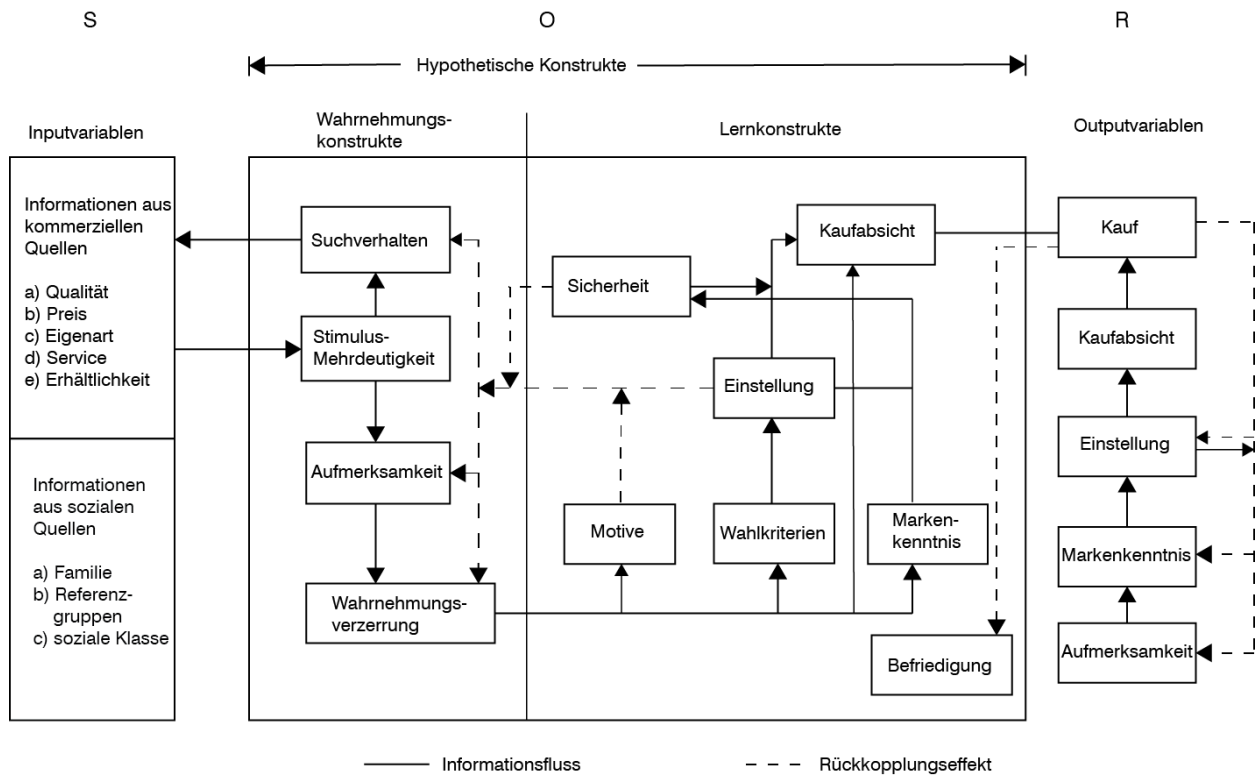 S
O
R
Hypothetische Konstrukte
Inputvariablen
Wahrnehmungs-
konstrukte
Lernkonstrukte
Outputvariablen
Informationen aus
kommerziellen
Quellen
a) Qualität
b) Preis
c) Eigenart
d) Service
e) Erhältlichkeit
Informationen
aus sozialen
Quellen
a) Familie
b) Referenz-
gruppen
c) soziale Klasse
Suchverhalten
Stimulus-
Mehrdeutigkeit
Aufmerksamkeit
Wahrnehmungs-
verzerrung
Kaufabsicht
Sicherheit
Einstellung
Motive
Wahlkriterien
Marken-
kenntnis
Befriedigung
Kauf
Kaufabsicht
Einstellung
Markenkenntnis
Aufmerksamkeit
Informationsfluss
Rückkopplungseffekt